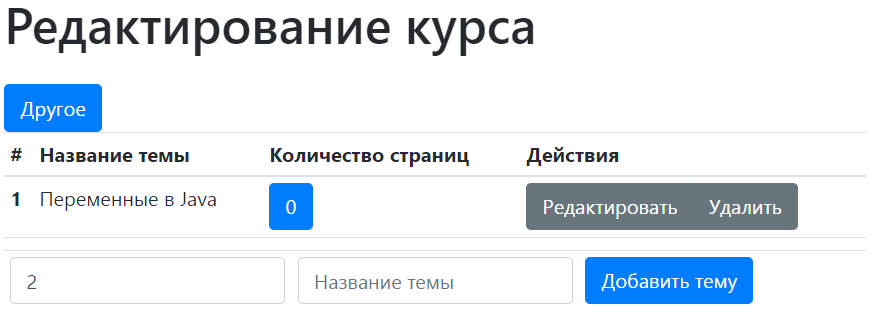 Редактирование курса
Другое
# Название темы Количество страниц Действия
1 Переменные в Java 0 Редактировать Удалить
2 Название темы Добавить тему